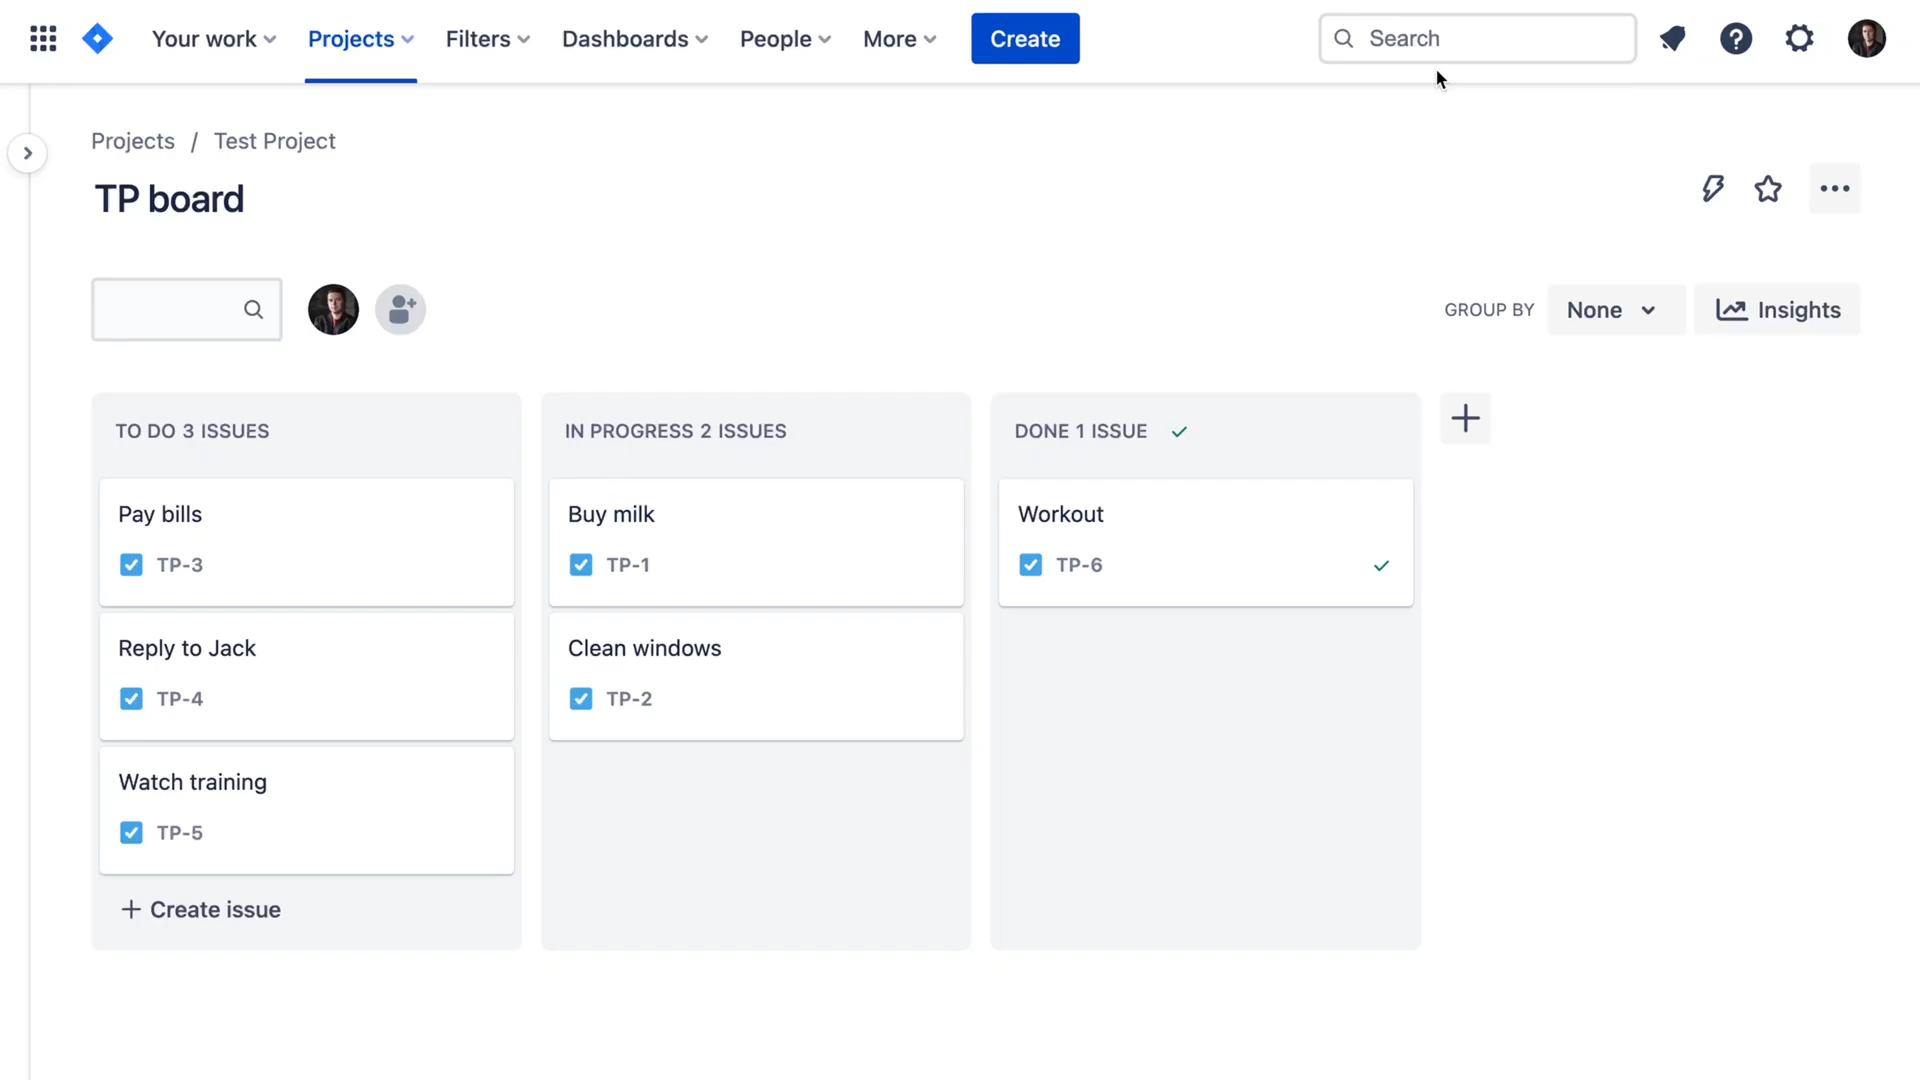 Your work
Projects
Filters
Dashboards
People
More
Create
Search
Projects / Test Project
TP board
GROUP BY
None
Insights
TO DO 3 ISSUES
Pay bills
TP-3
Reply to Jack
TP-4
Watch training
TP-5
Create issue
IN PROGRESS 2 ISSUES
Buy milk
TP-1
Clean windows
TP-2
DONE 1 ISSUE
Workout
TP-6